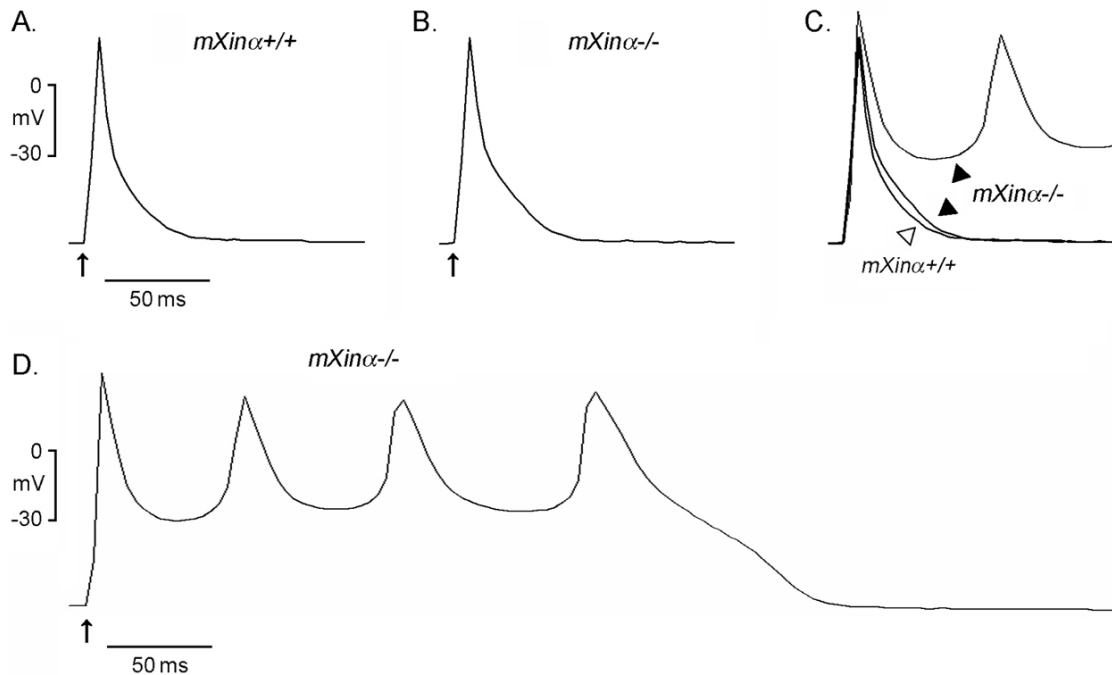 A.
mXinα+/+
0
mV
-30
↑
50 ms
B.
mXinα-/-
↑
C.
mXinα-/-
mXinα+/+
D.
mXinα-/-
0
mV
-30
↑
50 ms